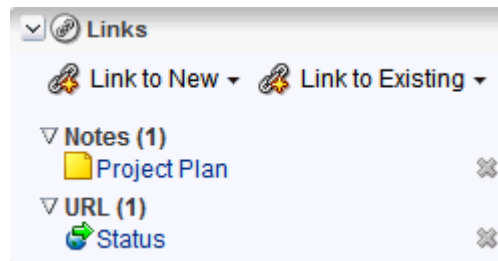 Links
Link to New Link to Existing
Notes (1)
Project Plan
URL (1)
Status